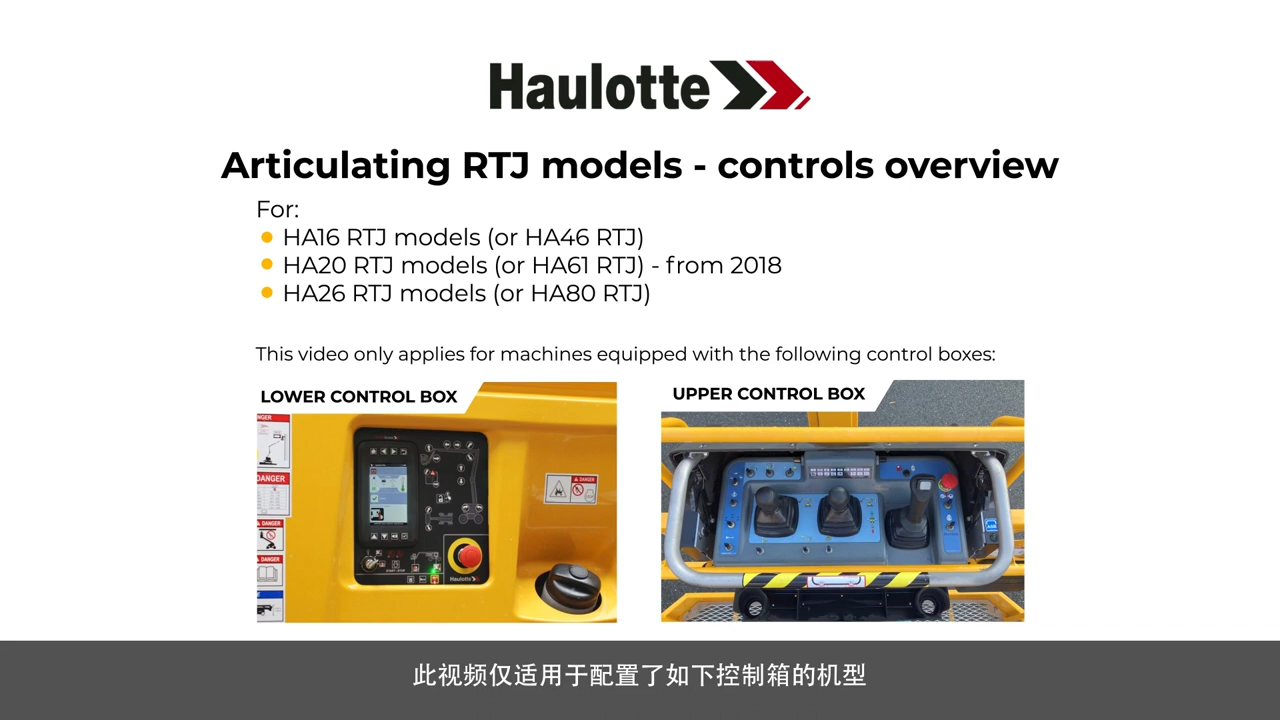 Haulotte
Articulating RTJ models - controls overview
For:
HA16 RTJ models (or HA46 RTJ)
HA20 RTJ models (or HA61 RTJ) - from 2018
HA26 RTJ models (or HA80 RTJ)
This video only applies for machines equipped with the following control boxes:
LOWER CONTROL BOX
UPPER CONTROL BOX
DANGER
DANGER
DANGER
DANGER
START / STOP
Haulotte
此视频仅适用于配置了如下控制箱的机型